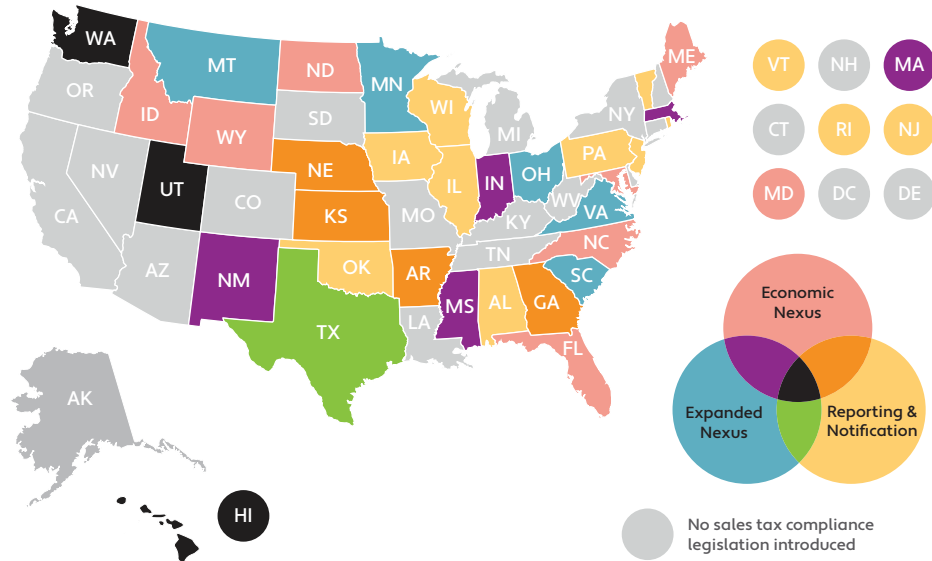 WA
MT
ND
MN
ME
OR
ID
WY
SD
WI
MI
NY
NV
UT
CO
NE
IA
IL
IN
OH
PA
CA
KS
MO
KY
WV
VA
AZ
NM
OK
AR
TN
NC
SC
TX
LA
MS
AL
GA
FL
AK
HI
VT
NH
MA
CT
RI
NJ
MD
DC
DE
Economic
Nexus
Expanded
Nexus
Reporting &
Notification
No sales tax compliance
legislation introduced